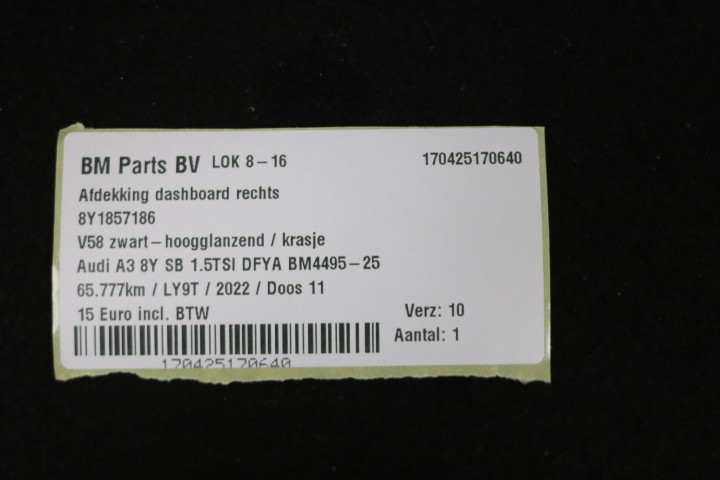 BM Parts BV LOK 8-16 170425170640
Afdekking dashboard rechts
8Y1857186
V58 zwart-hoogglanzend / krasje
Audi A3 8Y SB 1.5TSI DFYA BM4495-25
65.777km / LY9T / 2022 / Doos 11
15 Euro incl. BTW Verz: 10
Aantal: 1
170425170640